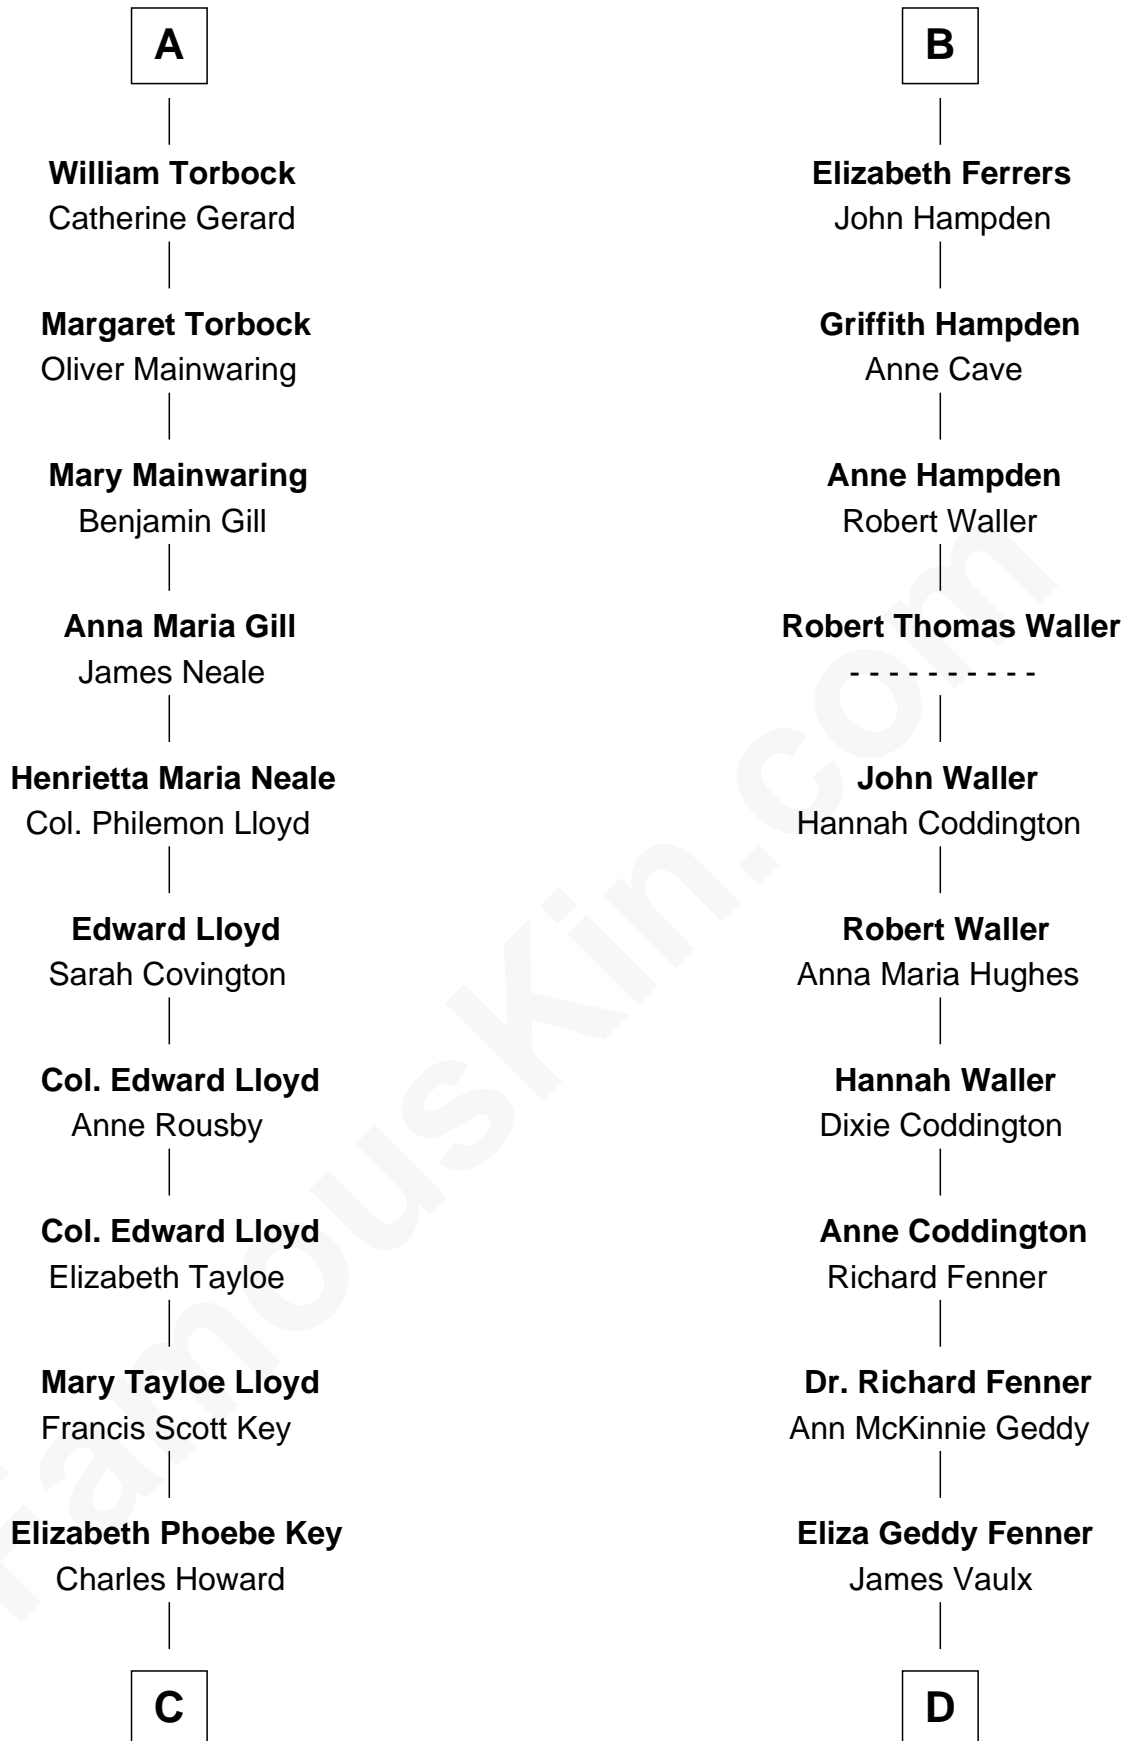 A
William Torbock
Catherine Gerard
Margaret Torbock
Oliver Mainwaring
Mary Mainwaring
Benjamin Gill
Anna Maria Gill
James Neale
Henrietta Maria Neale
Col. Philemon Lloyd
Edward Lloyd
Sarah Covington
Col. Edward Lloyd
Anne Rousby
Col. Edward Lloyd
Elizabeth Tayloe
Mary Tayloe Lloyd
Francis Scott Key
Elizabeth Phoebe Key
Charles Howard
C
B
Elizabeth Ferrers
John Hampden
Griffith Hampden
Anne Cave
Anne Hampden
Robert Waller
Robert Thomas Waller
- - - - - - - - - -
John Waller
Hannah Coddington
Robert Waller
Anna Maria Hughes
Hannah Waller
Dixie Coddington
Anne Coddington
Richard Fenner
Dr. Richard Fenner
Ann McKinnie Geddy
Eliza Geddy Fenner
James Vaulx
D
FamousKin.com